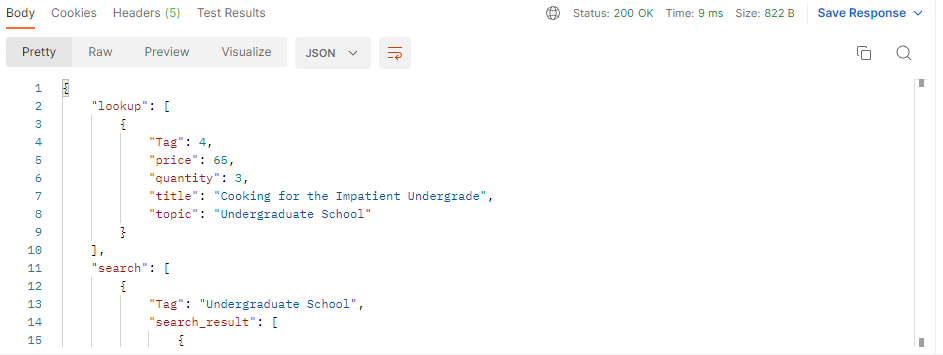 Body Cookies Headers (5) Test Results Status: 200 OK Time: 9 ms Size: 822 B Save Response
Pretty Raw Preview Visualize JSON
1 {
2 "lookup": [
3 {
4 "Tag": 4,
5 "price": 65,
6 "quantity": 3,
7 "title": "Cooking for the Impatient Undergrade",
8 "topic": "Undergraduate School"
9 }
10 ],
11 "search": [
12 {
13 "Tag": "Undergraduate School",
14 "search_result": [
15 {